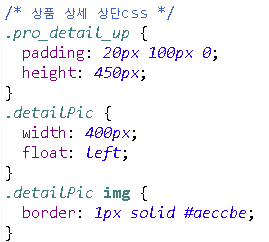 /* 상품 상세 상단css */
.pro_detail_up {
  padding: 20px 100px 0;
  height: 450px;
}
.detailPic {
  width: 400px;
  float: left;
}
.detailPic img {
  border: 1px solid #aeccbe;
}